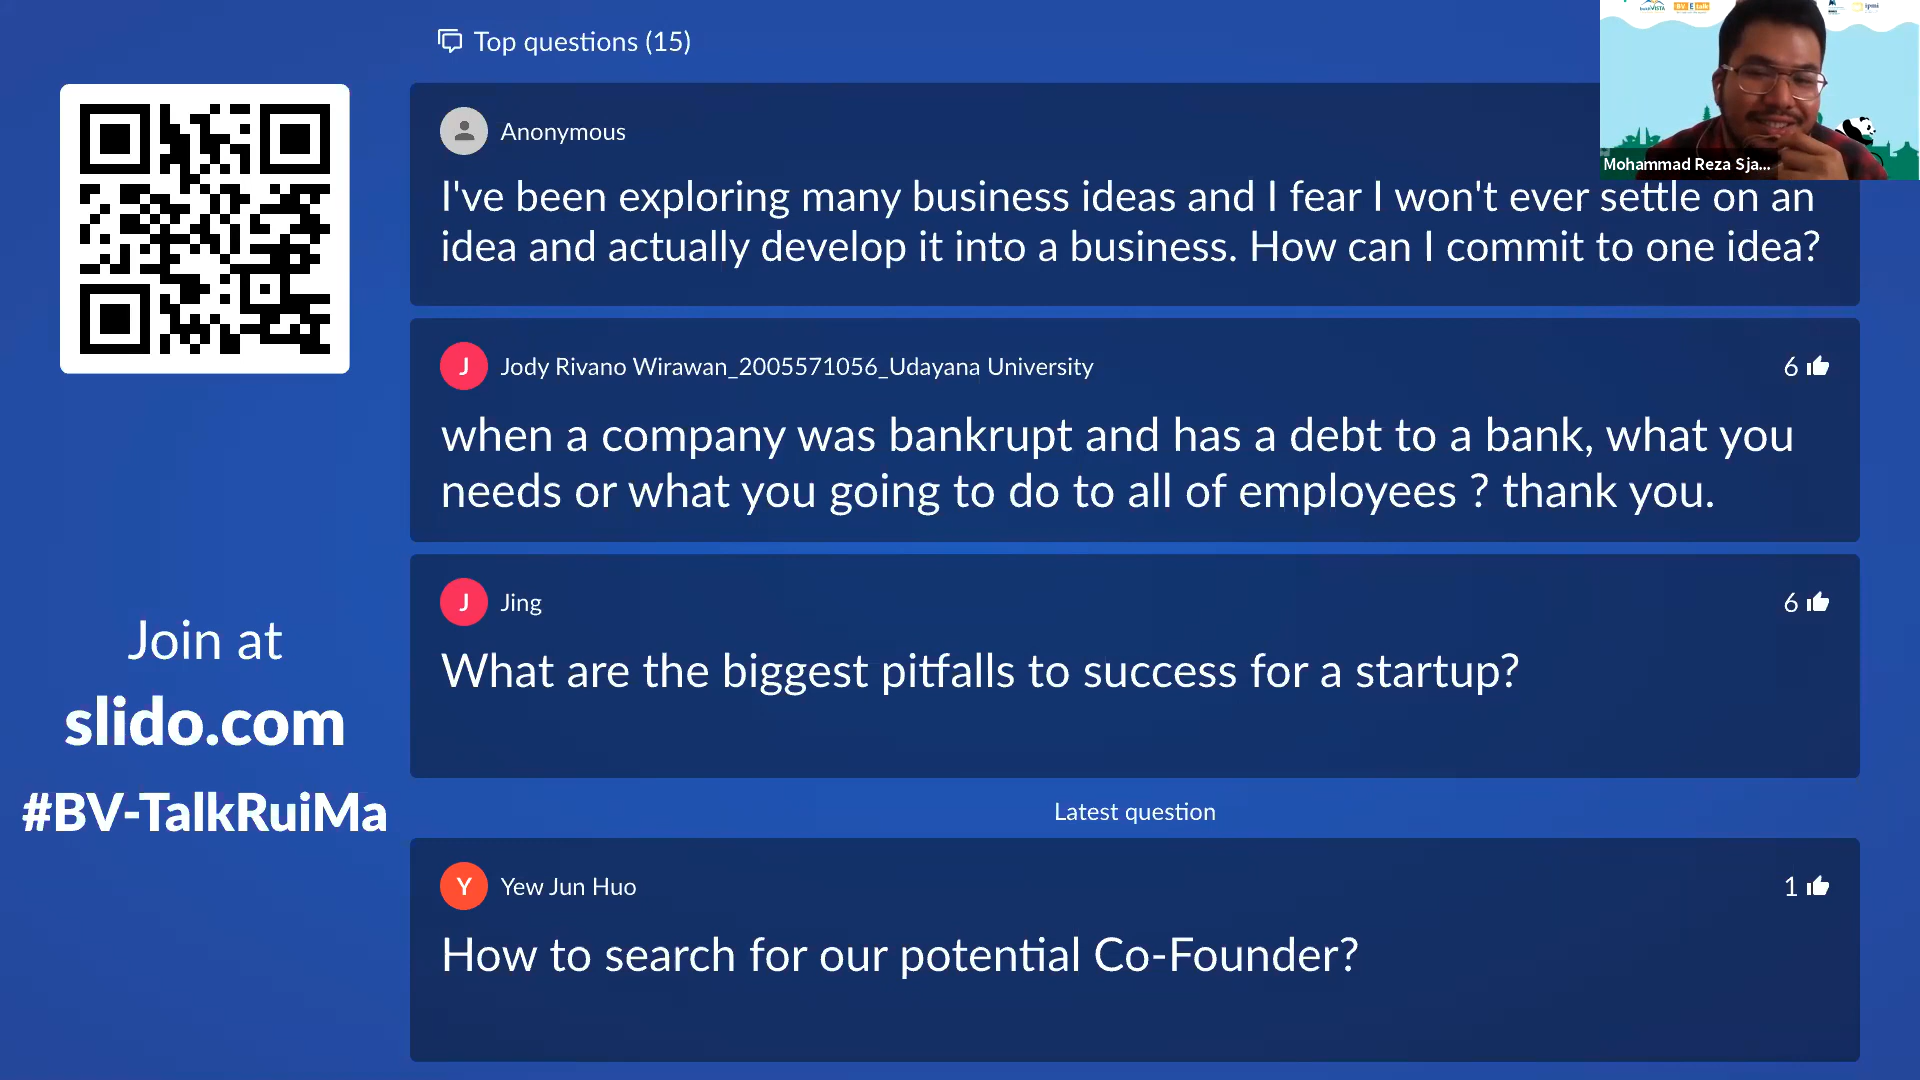 Top questions (15)
Anonymous
I've been exploring many business ideas and I fear I won't ever settle on an
idea and actually develop it into a business. How can I commit to one idea?
J
Jody Rivano Wirawan_2005571056_Udayana University
6
when a company was bankrupt and has a debt to a bank, what you
needs or what you going to do to all of employees ? thank you.
J
Jing
6
What are the biggest pitfalls to success for a startup?
Latest question
Y
Yew Jun Huo
1
How to search for our potential Co-Founder?
Join at
slido.com
#BV-TalkRuiMa
Mohammad Reza Sja...
ipmi